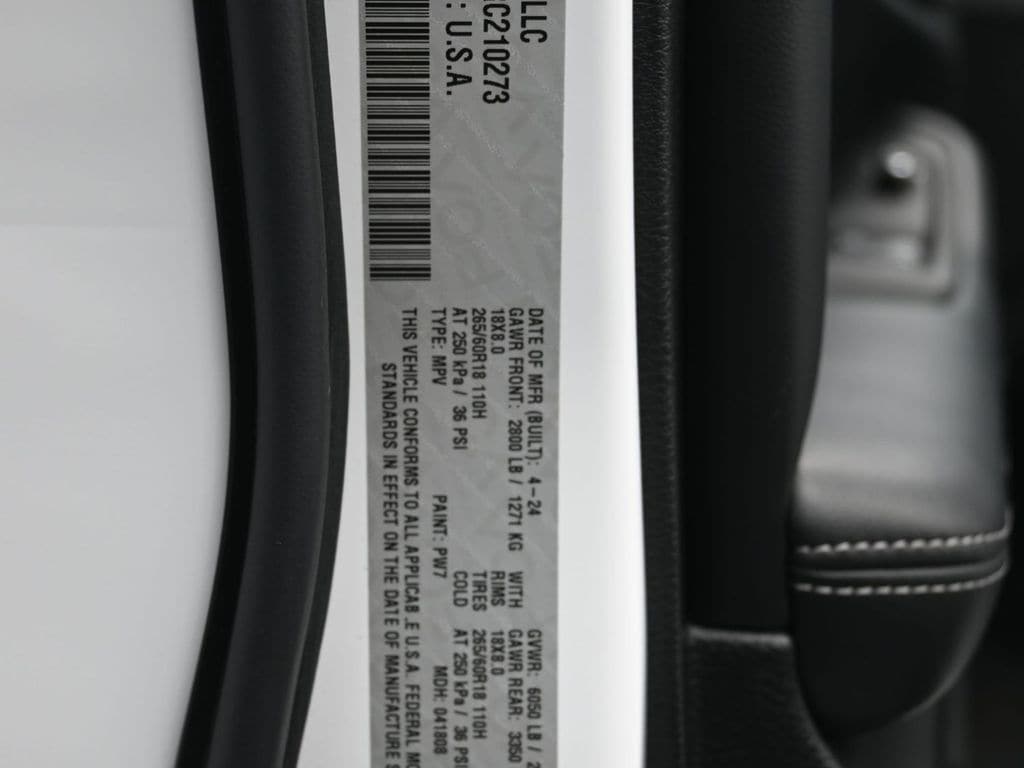 LLC
C210273
: U.S.A.
DATE OF MFR (BUILT): 4-24 GVWR: 6050 LB / 2
GAWR FRONT: 2800 LB / 1271 KG WITH GAWR REAR: 3350
18X8.0 RIMS 18X8.0
265/60R18 110H TIRES 265/60R18 110H
AT 250 kPa / 36 PSI COLD AT 250 kPa / 36 PSI
TYPE: MPV PAINT: PW7 MDH: 041808
THIS VEHICLE CONFORMS TO ALL APPLICAB.E U.S.A. FEDERAL MO
STANDARDS IN EFFECT ON THE DATE OF MANUFACTURE S